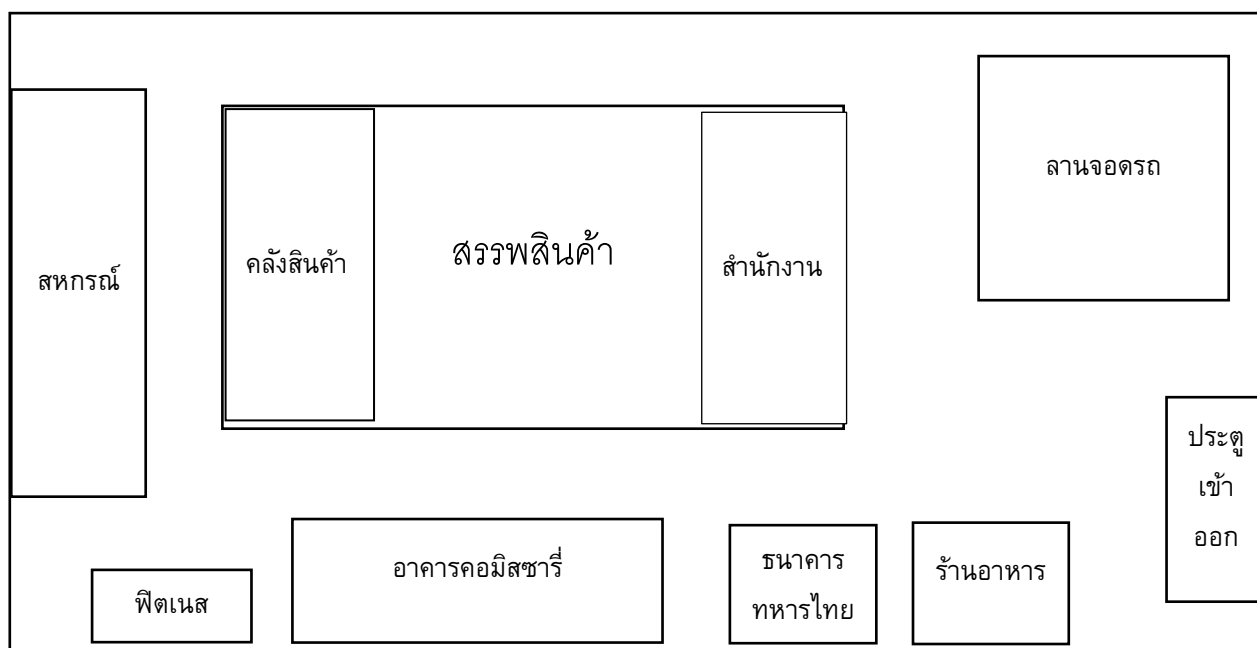 ลานจอดรถ
สหกรณ์
คลังสินค้า
สรรพสินค้า
สำนักงาน
ประตู
เข้า
ออก
ฟิตเนส
อาคารคอมิสซารี่
ธนาคาร
ทหารไทย
ร้านอาหาร